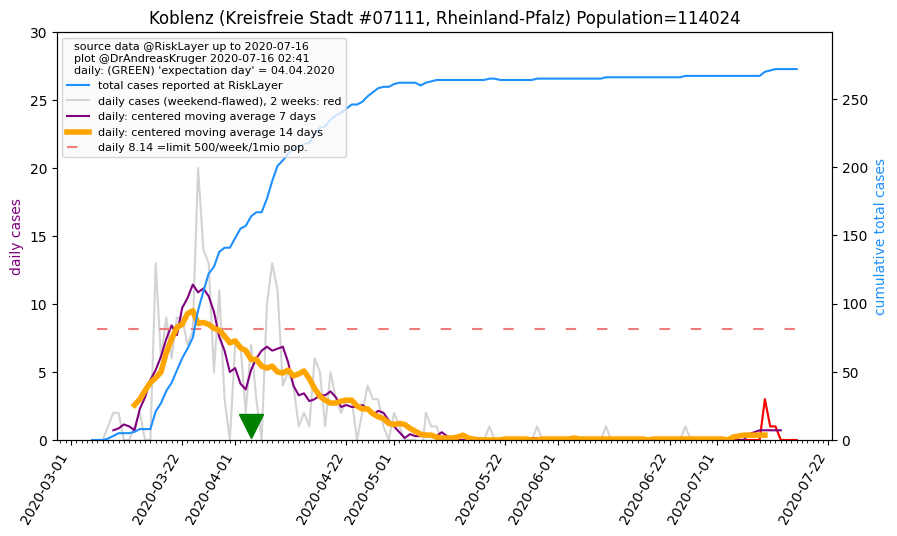 Koblenz (Kreisfreie Stadt #07111, Rheinland-Pfalz) Population=114024
source data @RiskLayer up to 2020-07-16
plot @DrAndreasKruger 2020-07-16 02:41
daily: (GREEN) 'expectation day' = 04.04.2020
total cases reported at RiskLayer
daily cases (weekend-flawed), 2 weeks: red
daily: centered moving average 7 days
daily: centered moving average 14 days
daily 8.14 =limit 500/week/1mio pop.
daily cases
30
25
20
15
10
5
0
cumulative total cases
250
200
150
100
50
0
2020-03-01
2020-03-22
2020-04-01
2020-04-22
2020-05-01
2020-05-22
2020-06-01
2020-06-22
2020-07-01
2020-07-22